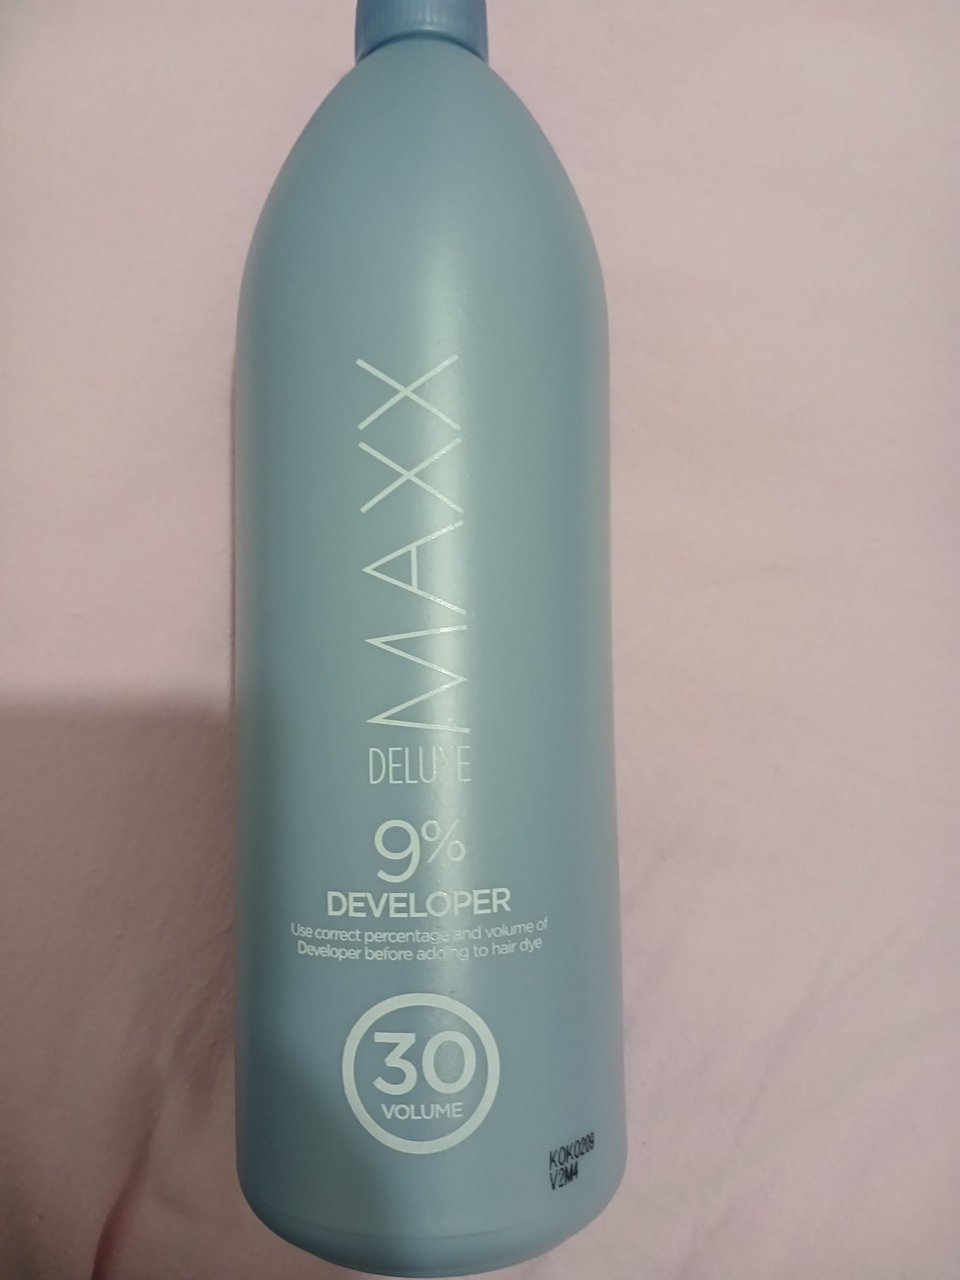 MAXX
DELUXE
9%
DEVELOPER
Use correct percentage and volume of
Developer before adding to hair dye
30
VOLUME
KOK0209
V2M4